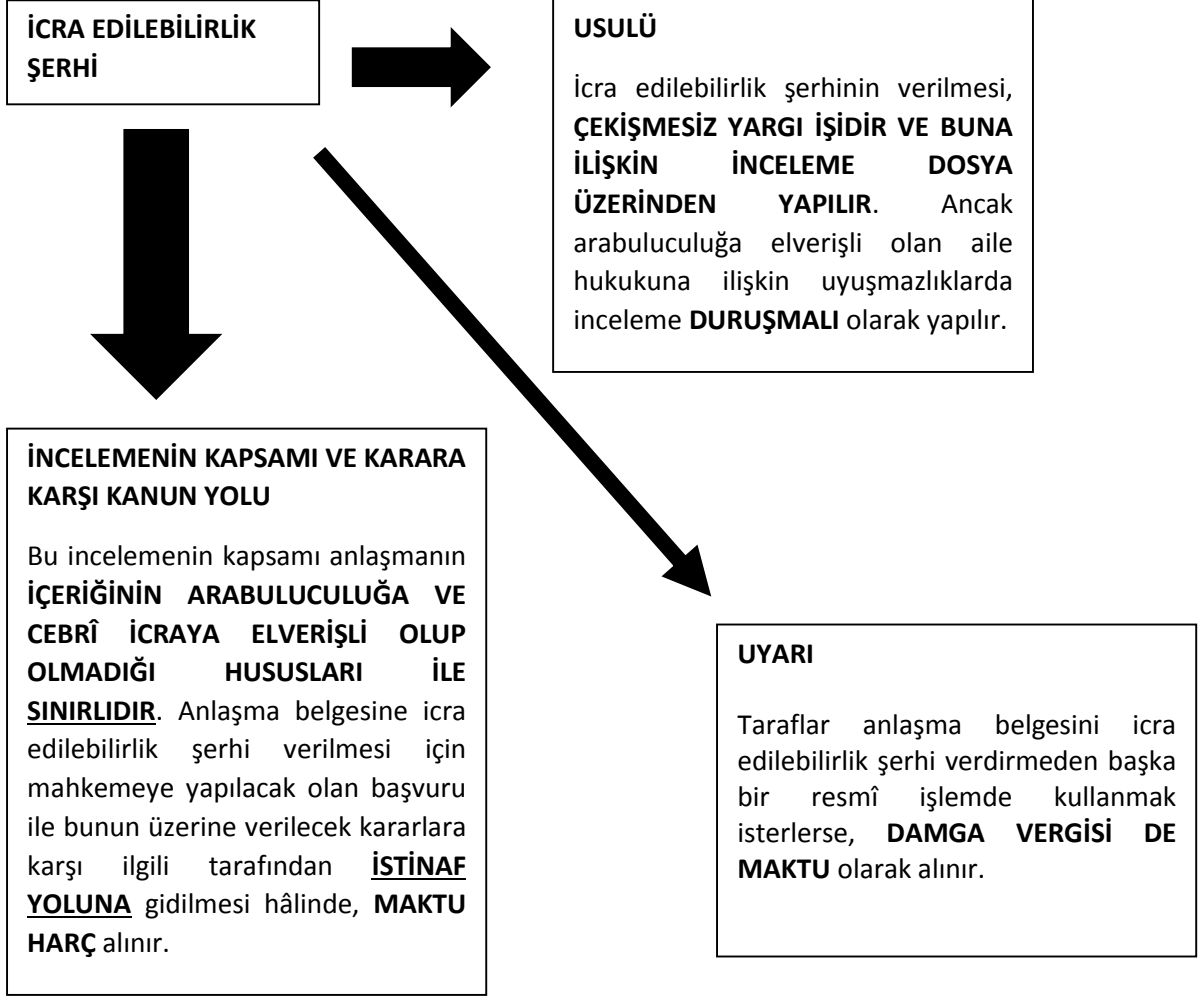 İCRA EDİLEBİLİRLİK
ŞERHİ
USULÜ
İcra edilebilirlik şerhinin verilmesi,
ÇEKİŞMESİZ YARGI İŞİDİR VE BUNA
İLİŞKİN İNCELEME DOSYA
ÜZERİNDEN YAPILIR. Ancak
arabuluculuğa elverişli olan aile
hukukuna ilişkin uyuşmazlıklarda
inceleme DURUŞMALI olarak yapılır.
İNCELEMENİN KAPSAMI VE KARARA
KARŞI KANUN YOLU
Bu incelemenin kapsamı anlaşmanın
İÇERİĞİNİN ARABULUCULUĞA VE
CEBRÎ İCRAYA ELVERİŞLİ OLUP
OLMADIĞI HUSUSLARI İLE
SINIRLIDIR. Anlaşma belgesine icra
edilebilirlik şerhi verilmesi için
mahkemeye yapılacak olan başvuru
ile bunun üzerine verilecek kararlara
karşı ilgili tarafından İSTİNAF
YOLUNA gidilmesi hâlinde, MAKTU
HARÇ alınır.
UYARI
Taraflar anlaşma belgesini icra
edilebilirlik şerhi verdirmeden başka
bir resmî işlemde kullanmak
isterlerse, DAMGA VERGİSİ DE
MAKTU olarak alınır.